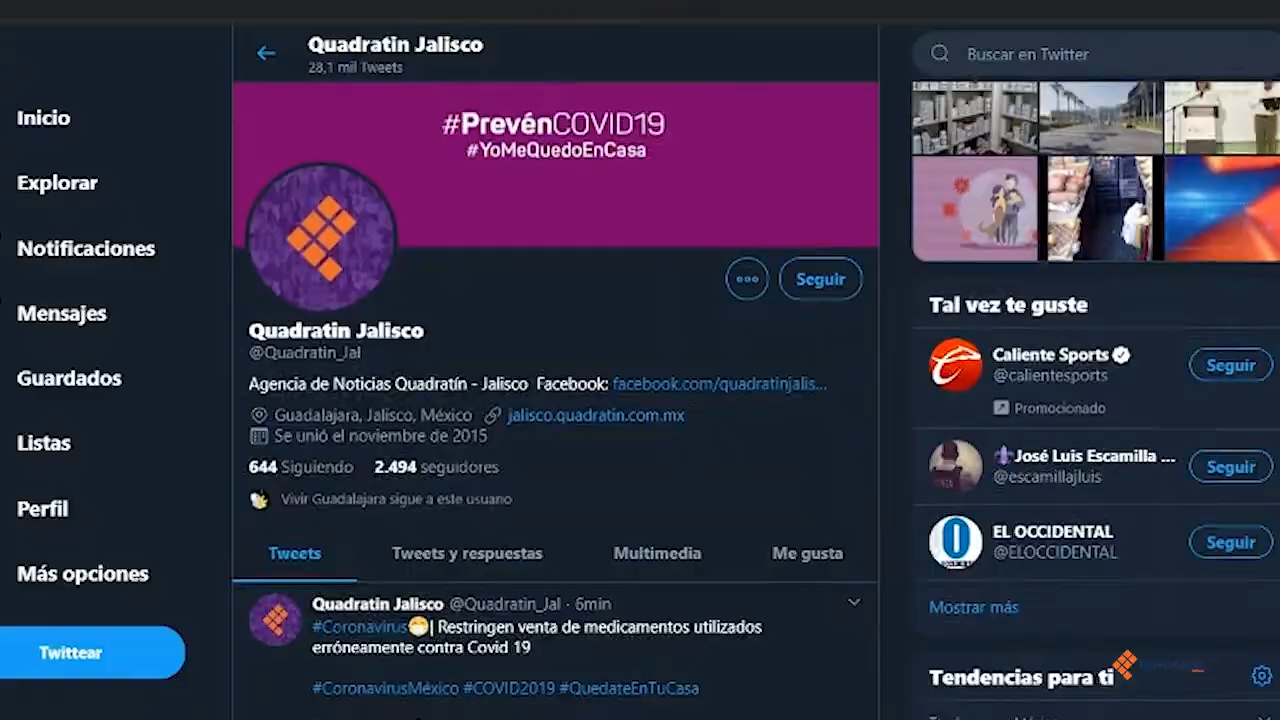 Quadratin Jalisco
28,1 mil Tweets
Buscar en Twitter
Inicio
Explorar
Notificaciones
Mensajes
Guardados
Listas
Perfil
Más opciones
Twittear
#PrevénCOVID19
#YoMeQuedoEnCasa
Seguir
Quadratin Jalisco
@Quadratin_Jal
Agencia de Noticias Quadratín - Jalisco Facebook: facebook.com/quadratinjalis...
Guadalajara, Jalisco, México jalisco.quadratin.com.mx
Se unió el noviembre de 2015
644 Siguiendo 2.494 seguidores
Vivir Guadalajara sigue a este usuario
Tweets Tweets y respuestas Multimedia Me gusta
Quadratin Jalisco @Quadratin_Jal · 6min
#Coronavirus😷| Restringen venta de medicamentos utilizados
erróneamente contra Covid 19
#CoronavirusMéxico #COVID2019 #QuedateEnTuCasa
Tal vez te guste
Caliente Sports
@calientesports
Seguir
Promocionado
⚜José Luis Escamilla ...
@escamillajluis
Seguir
EL OCCIDENTAL
@ELOCCIDENTAL
Seguir
Mostrar más
Tendencias para ti